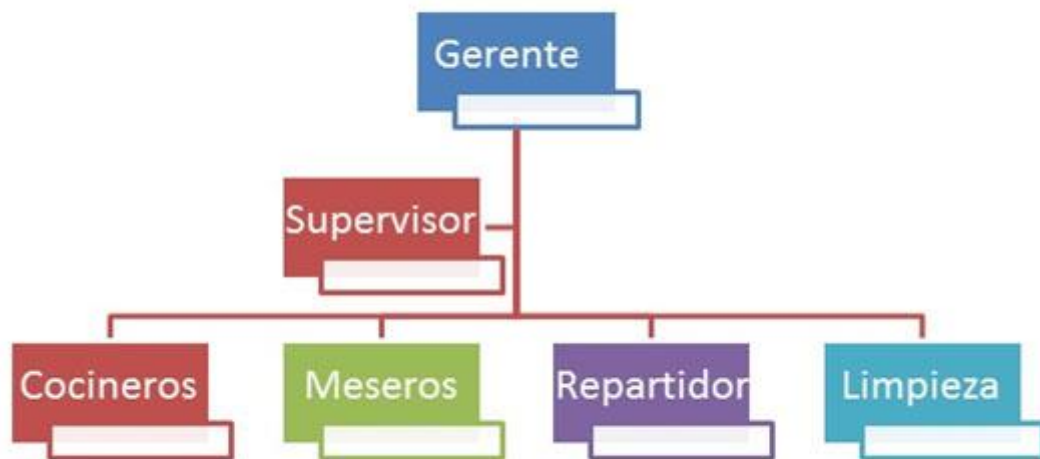 Gerente
Supervisor
Cocineros
Meseros
Repartidor
Limpieza